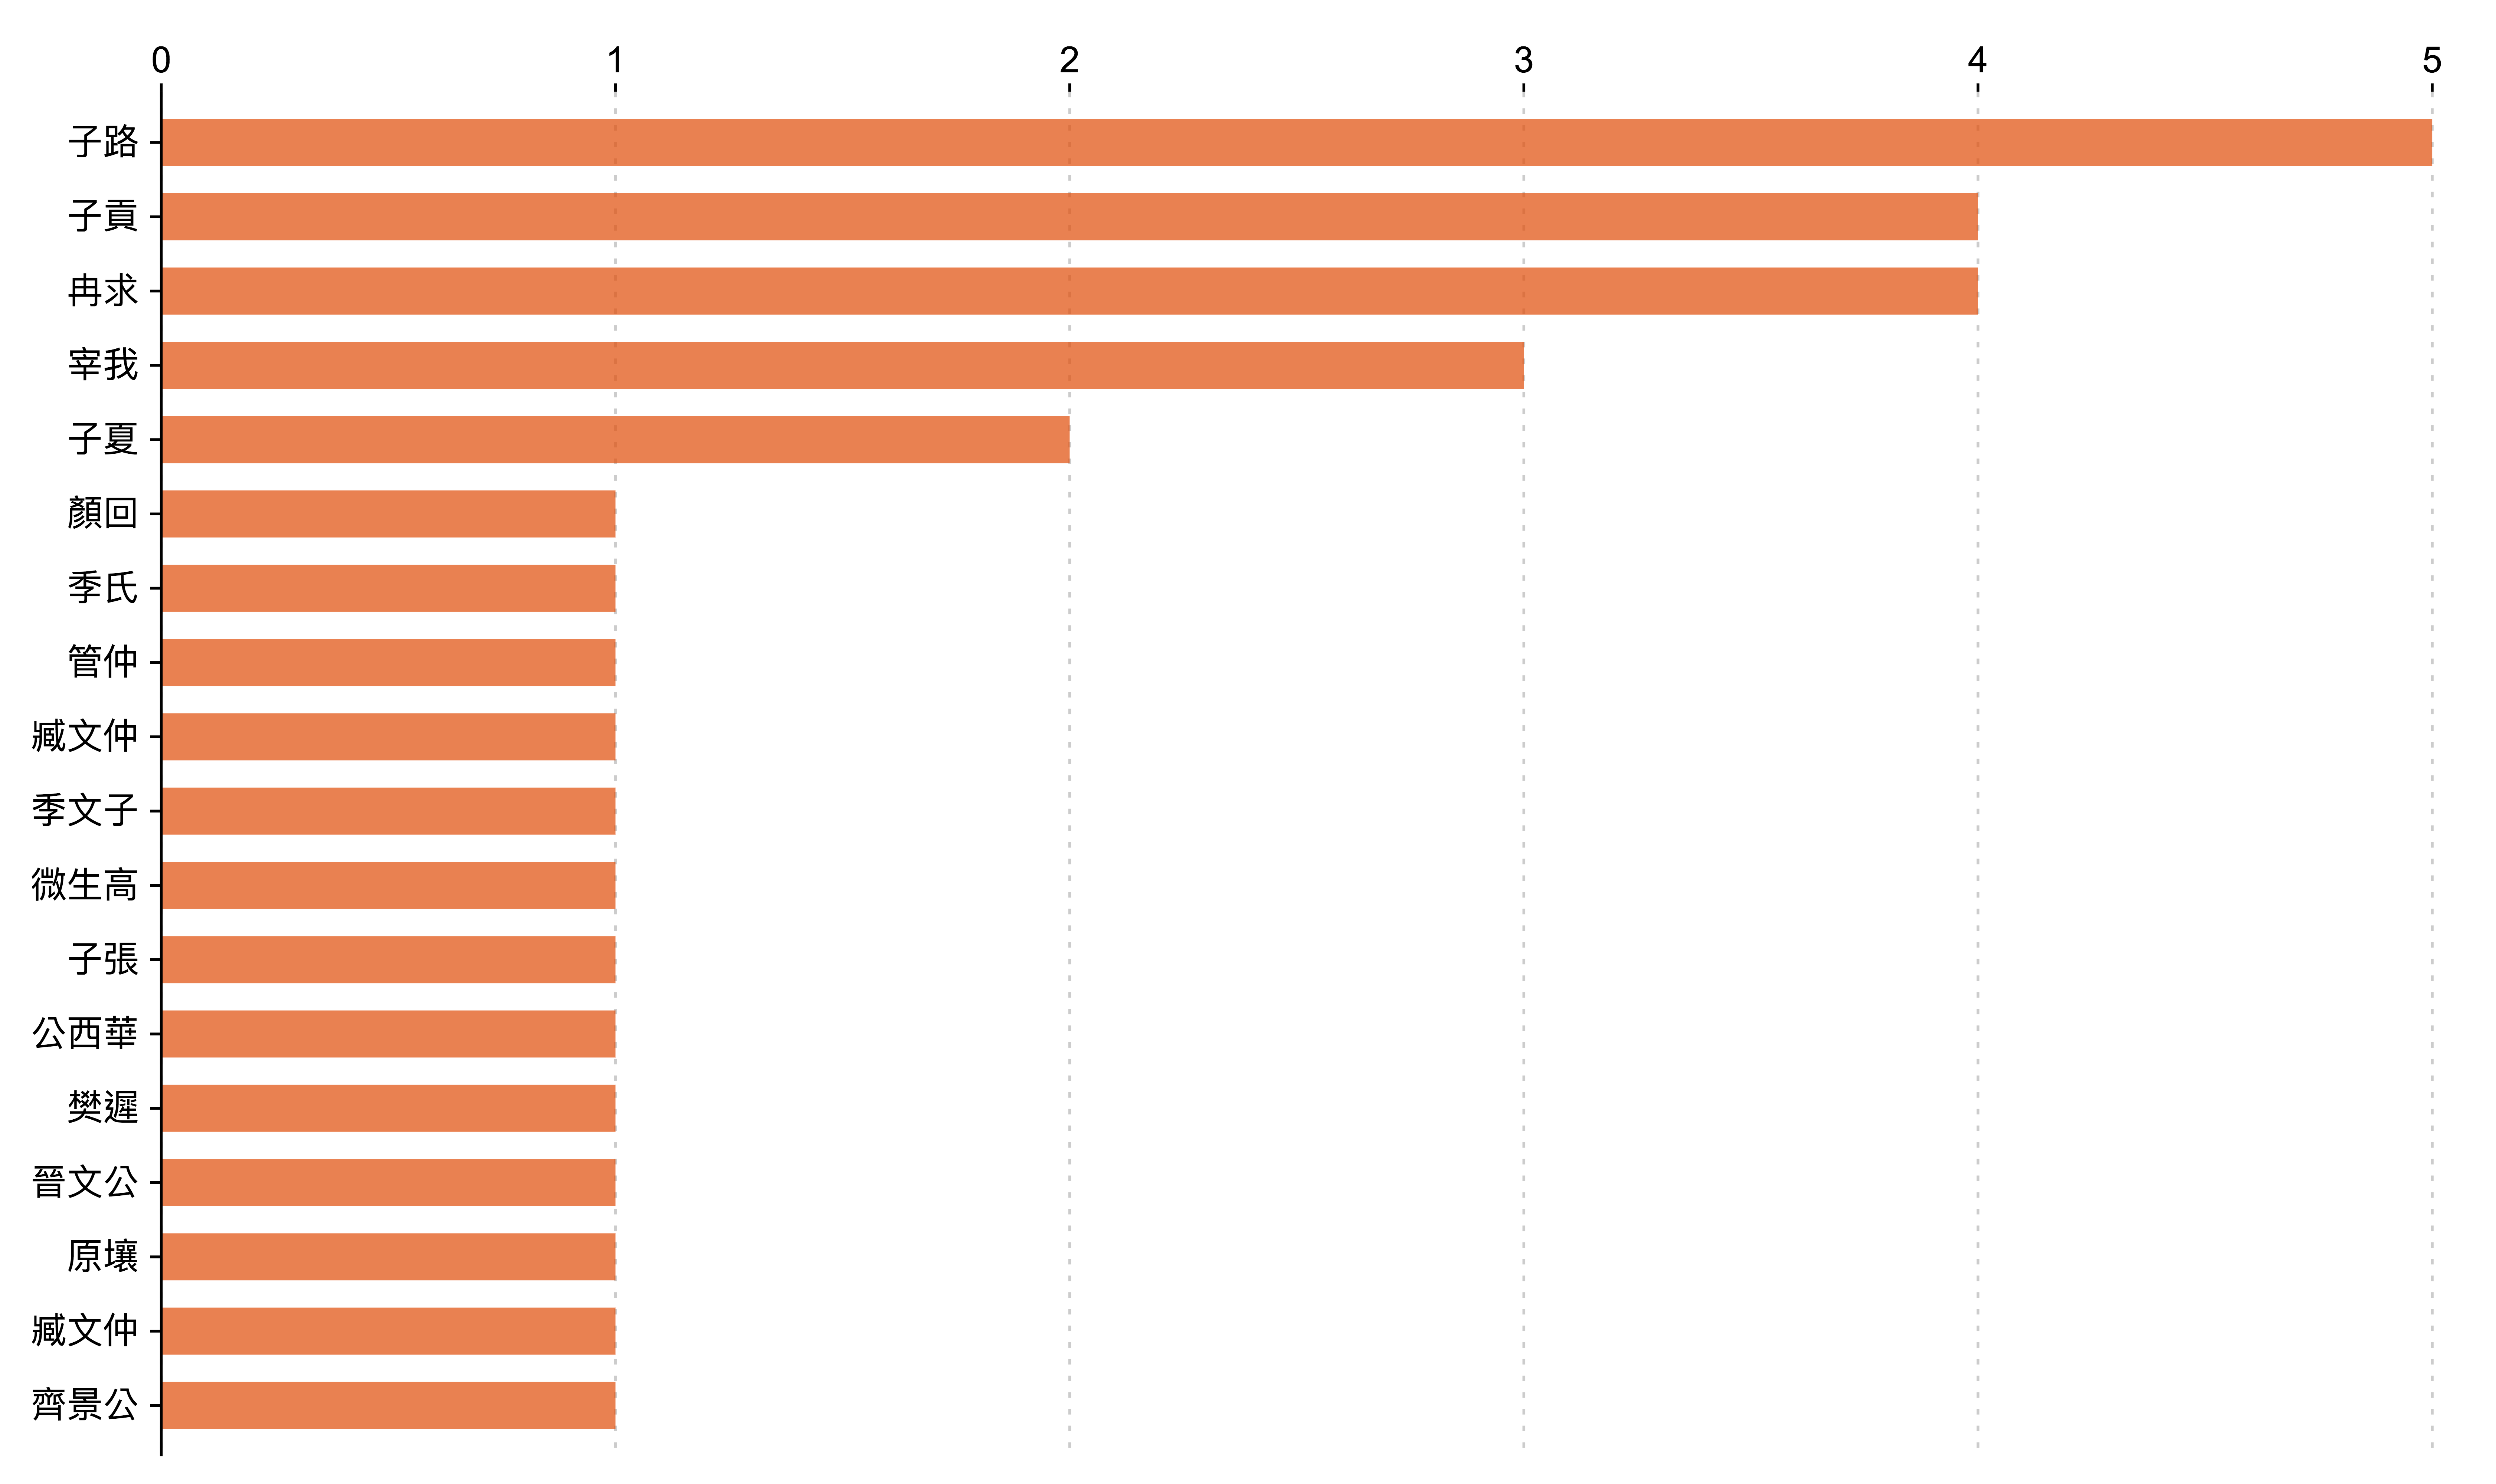 0 1 2 3 4 5
子路
子貢
冉求
宰我
子夏
顏回
季氏
管仲
臧文仲
季文子
微生高
子張
公西華
樊遲
晉文公
原壤
臧文仲
齊景公